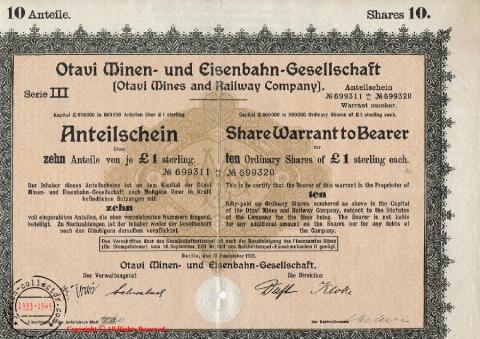 10 Anteile.
Shares 10.
Otavi Minen- und Eisenbahn-Gesellschaft
(Otavi Mines and Railway Company).
Serie III
Anteilschein
№ 699311 ✶ № 699320
Warrant number.
Anteilschein
über
zehn Anteile von je £ 1 sterling.
№ 699311
Der Inhaber dieses Anteilscheins ist an dem Kapital der Otavi
Minen- und Eisenbahn-Gesellschaft nach Maßgabe ihrer in Kraft
befindlichen Satzungen mit
zehn
voll eingezahlten Anteilen, die oben verzeichneten Nummern tragend,
beteiligt. Zu Nachzahlungen ist der Inhaber weder der Gesellschaft
noch den Gläubigern derselben verpflichtet.
Share Warrant to Bearer
for
ten Ordinary Shares of £ 1 sterling each.
№ 699320
This is to certify that the Bearer of this warrant is the Proprietor of
ten
fully-paid up Ordinary Shares numbered as above in the Capital
of the Otavi Mines and Railway Company, subject to the Statutes
of the Company for the time being. The Bearer is not liable
for any additional amount on the Shares nor for any debts of
the Company.
Otavi Minen- und Eisenbahn-Gesellschaft.
Der Verwaltungsrat
Die Direktion
1933-1945
Copyright © All Rights Reserved